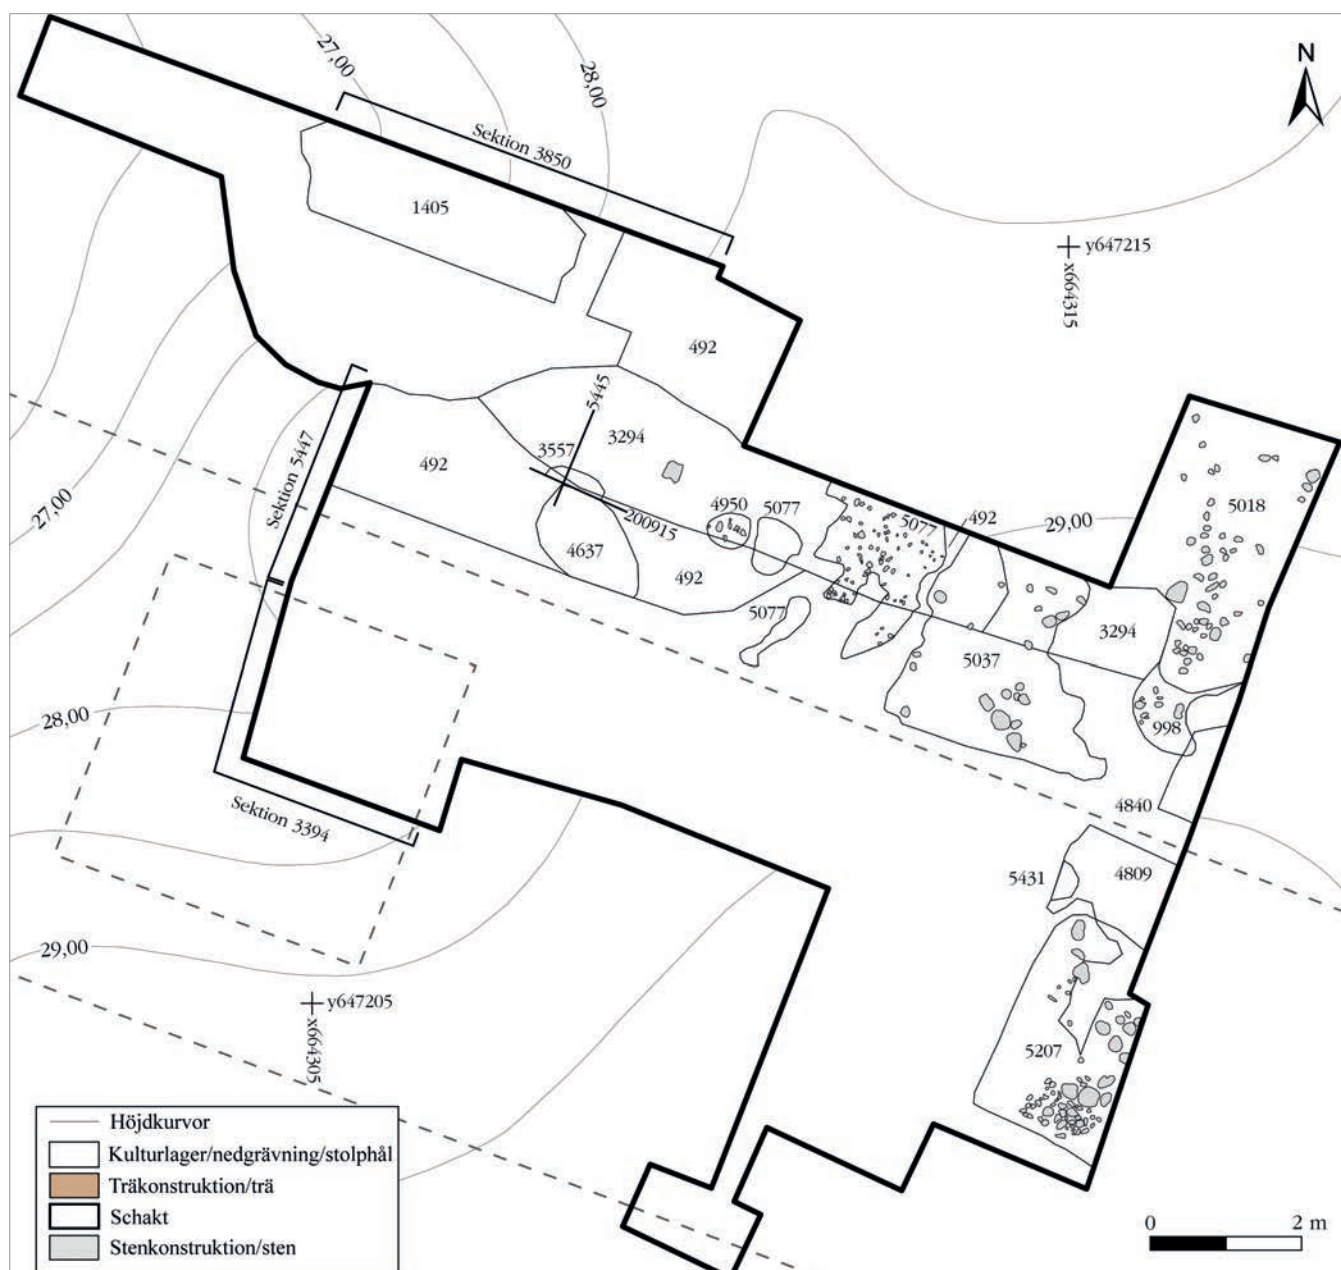 27,00
28,00
N
Sektion 3850
1405
y647215
x664315
492
5445
3294
3557
492
Sektion 5447
4950
5077
5077
492
29,00
5018
27,00
200915
4637
492
5077
3294
5037
998
28,00
4840
Sektion 3394
5431
4809
29,00
y647205
x664305
5207
Höjdkurvor
Kulturlager/nedgrävning/stolphål
Träkonstruktion/trä
Schakt
Stenkonstruktion/sten
0
2 m